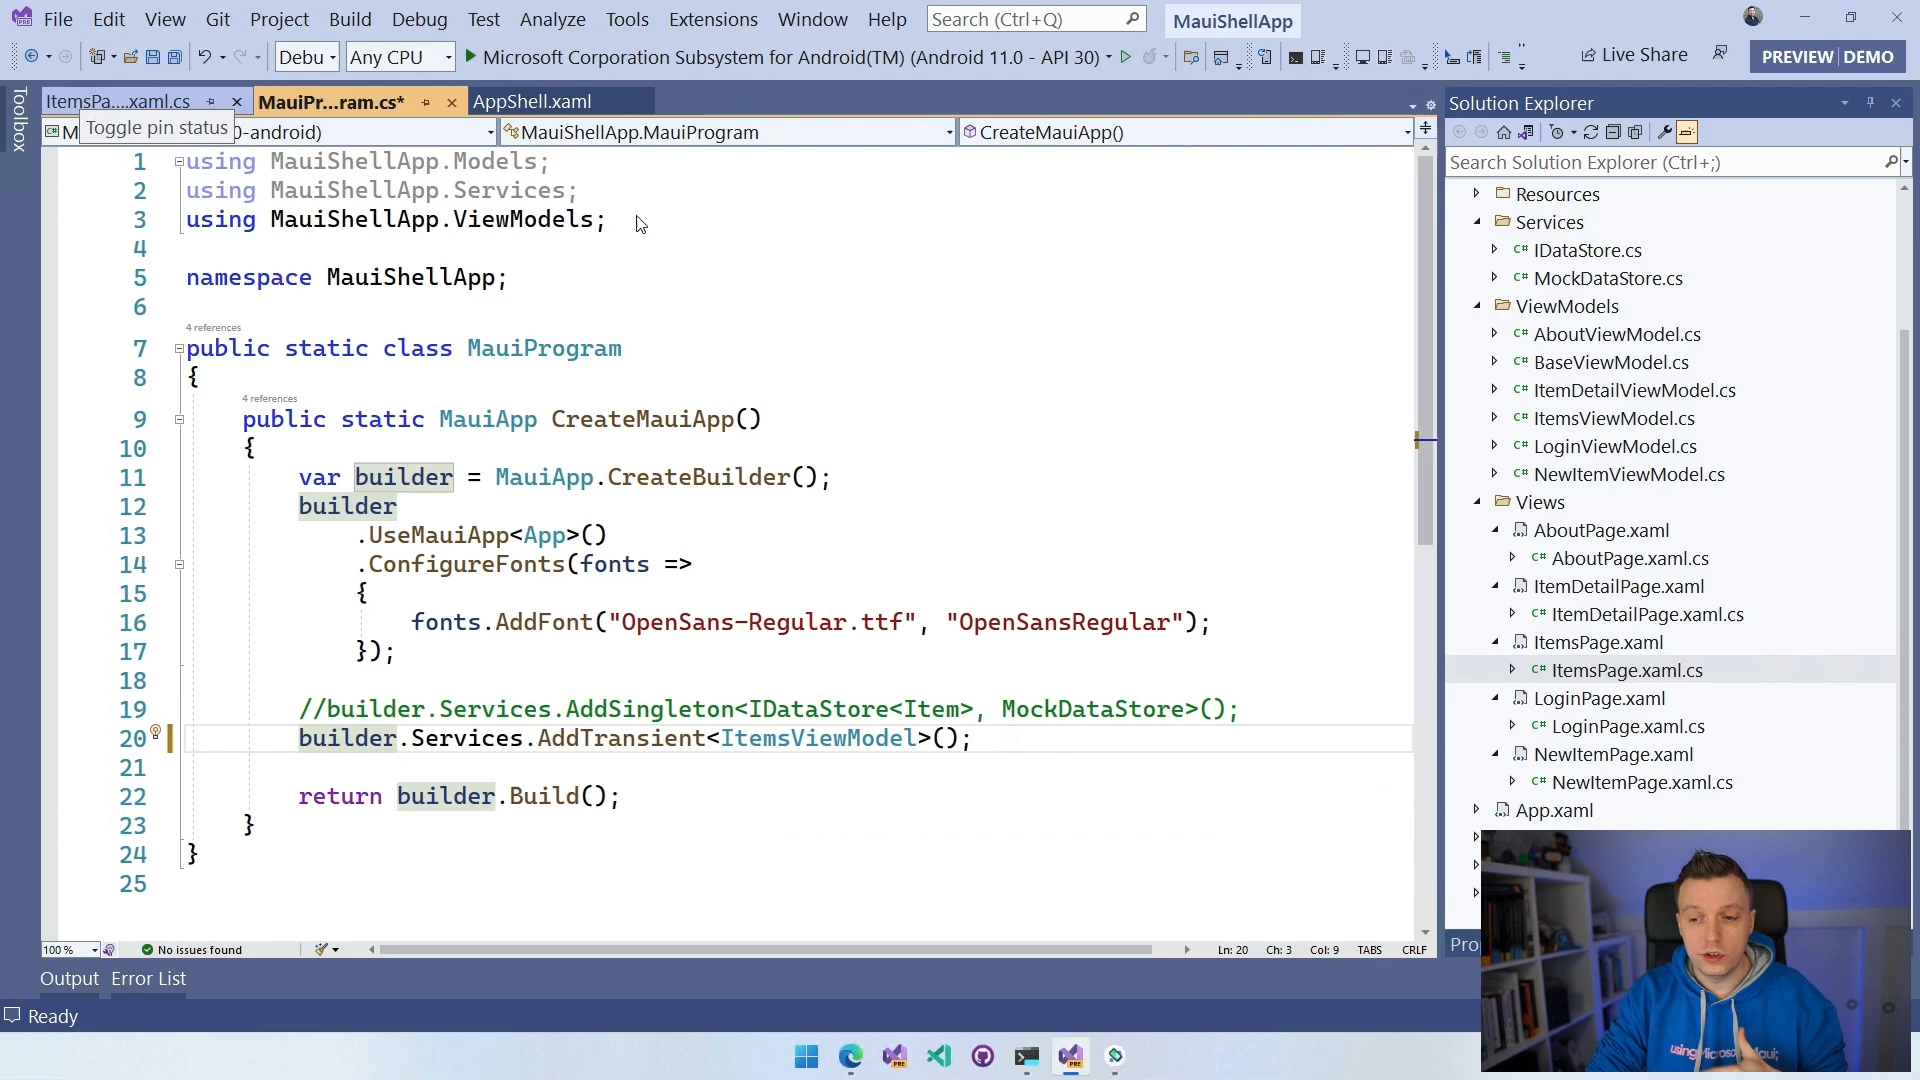 File Edit View Git Project Build Debug Test Analyze Tools Extensions Window Help Search (Ctrl+Q) MauiShellApp
Debu Any CPU Microsoft Corporation Subsystem for Android(TM) (Android 11.0 - API 30) Live Share PREVIEW DEMO
Toolbox
ItemsPa....xaml.cs MauiPr...ram.cs* AppShell.xaml
Toggle pin status
0-android) MauiShellApp.MauiProgram CreateMauiApp()
1 using MauiShellApp.Models;
2 using MauiShellApp.Services;
3 using MauiShellApp.ViewModels;
4
5 namespace MauiShellApp;
6
4 references
7 public static class MauiProgram
8 {
4 references
9 public static MauiApp CreateMauiApp()
10 {
11 var builder = MauiApp.CreateBuilder();
12 builder
13 .UseMauiApp<App>()
14 .ConfigureFonts(fonts =>
15 {
16 fonts.AddFont("OpenSans-Regular.ttf", "OpenSansRegular");
17 });
18
19 //builder.Services.AddSingleton<IDataStore<Item>, MockDataStore>();
20 builder.Services.AddTransient<ItemsViewModel>();
21
22 return builder.Build();
23 }
24 }
25
100 % No issues found Ln: 20 Ch: 3 Col: 9 TABS CRLF
Output Error List
Ready
Solution Explorer
Search Solution Explorer (Ctrl+;)
Resources
Services
C# IDataStore.cs
C# MockDataStore.cs
ViewModels
C# AboutViewModel.cs
C# BaseViewModel.cs
C# ItemDetailViewModel.cs
C# ItemsViewModel.cs
C# LoginViewModel.cs
C# NewItemViewModel.cs
Views
AboutPage.xaml
C# AboutPage.xaml.cs
ItemDetailPage.xaml
C# ItemDetailPage.xaml.cs
ItemsPage.xaml
C# ItemsPage.xaml.cs
LoginPage.xaml
C# LoginPage.xaml.cs
NewItemPage.xaml
C# NewItemPage.xaml.cs
App.xaml
Pro